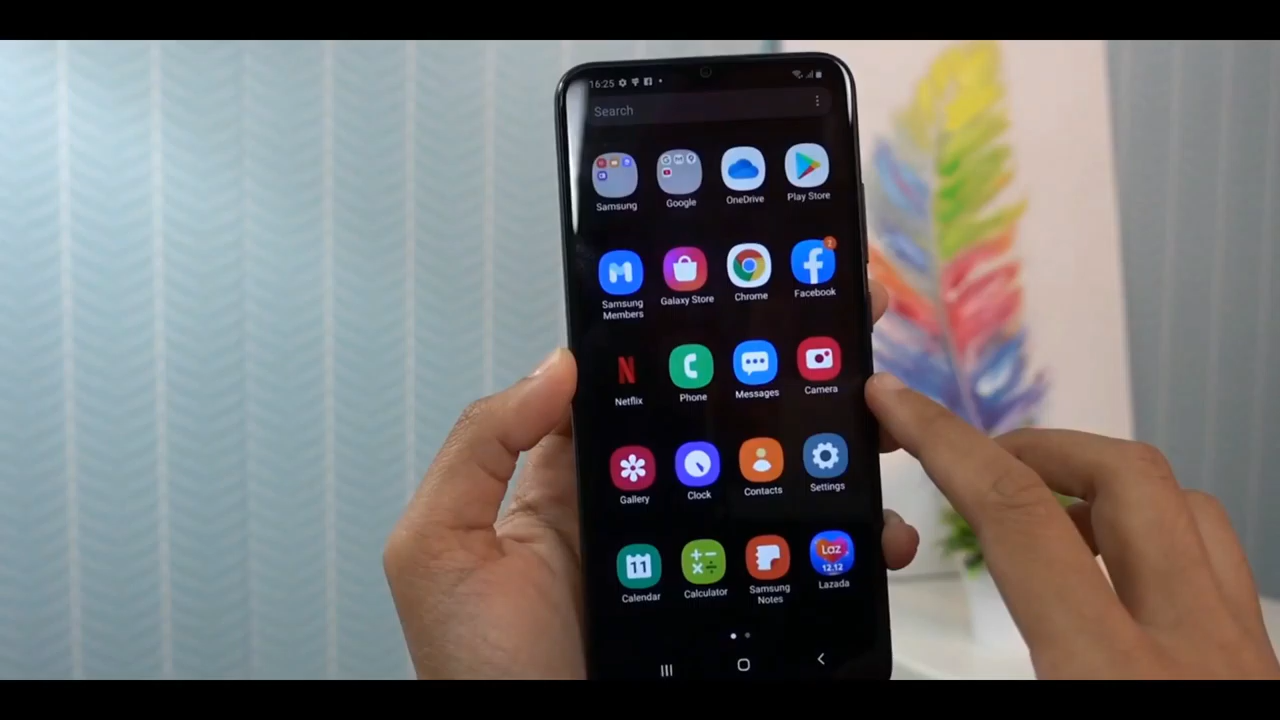 16:25
Search
Samsung
Google
OneDrive
Play Store
Samsung
Members
Galaxy Store
Chrome
2
Facebook
Netflix
Phone
Messages
Camera
Gallery
Clock
Contacts
Settings
11
Calendar
Calculator
Samsung
Notes
Laz
12.12
Lazada